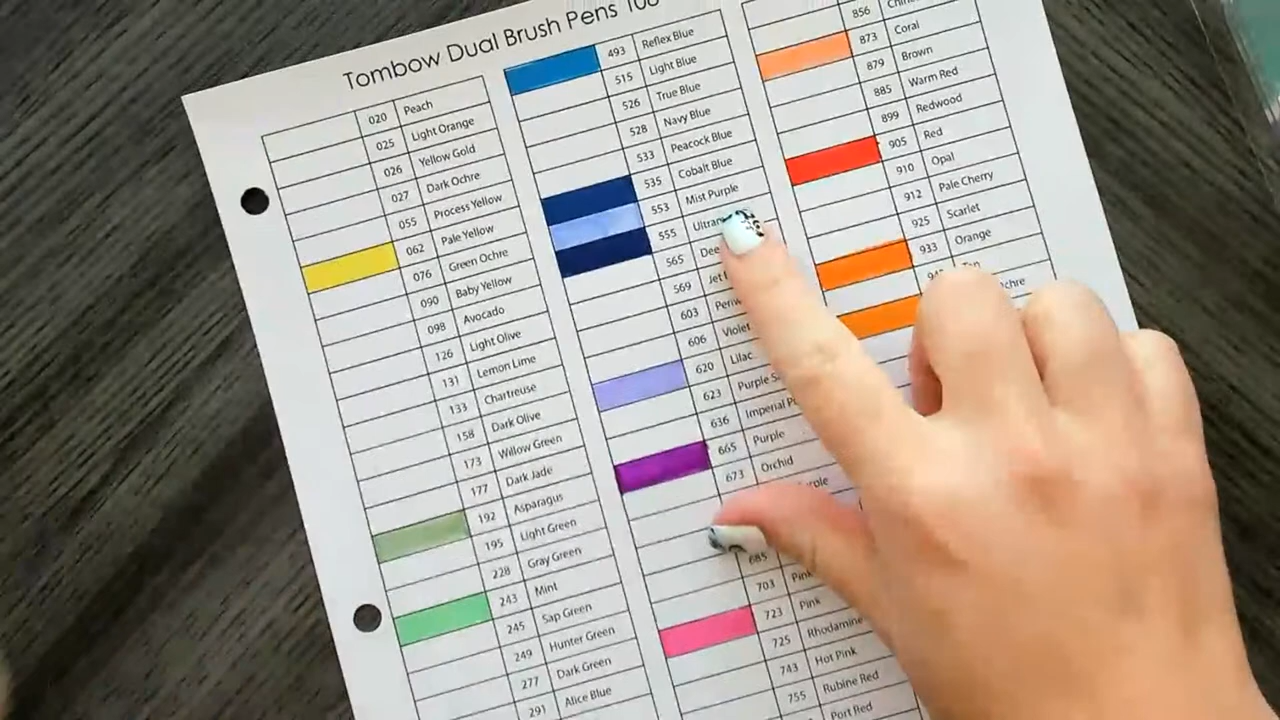 Tombow Dual Brush Pens
020 Peach
025 Light Orange
026 Yellow Gold
027 Dark Ochre
055 Process Yellow
062 Pale Yellow
076 Green Ochre
090 Baby Yellow
098 Avocado
126 Light Olive
131 Lemon Lime
133 Chartreuse
158 Dark Olive
173 Willow Green
177 Dark Jade
192 Asparagus
195 Light Green
228 Gray Green
243 Mint
245 Sap Green
249 Hunter Green
277 Dark Green
291 Alice Blue
493 Reflex Blue
515 Light Blue
526 True Blue
528 Navy Blue
533 Peacock Blue
535 Cobalt Blue
553 Mist Purple
555
565
569 Jet
603
606 Violet
620 Lilac
623 Purple
636 Imperial
665 Purple
673 Orchid
685
703 Pink
723 Pink
725 Rhodamine
743 Hot Pink
755 Rubine Red
Port Red
856
873 Coral
879 Brown
885 Warm Red
899 Redwood
905 Red
910 Opal
912 Pale Cherry
925 Scarlet
933 Orange